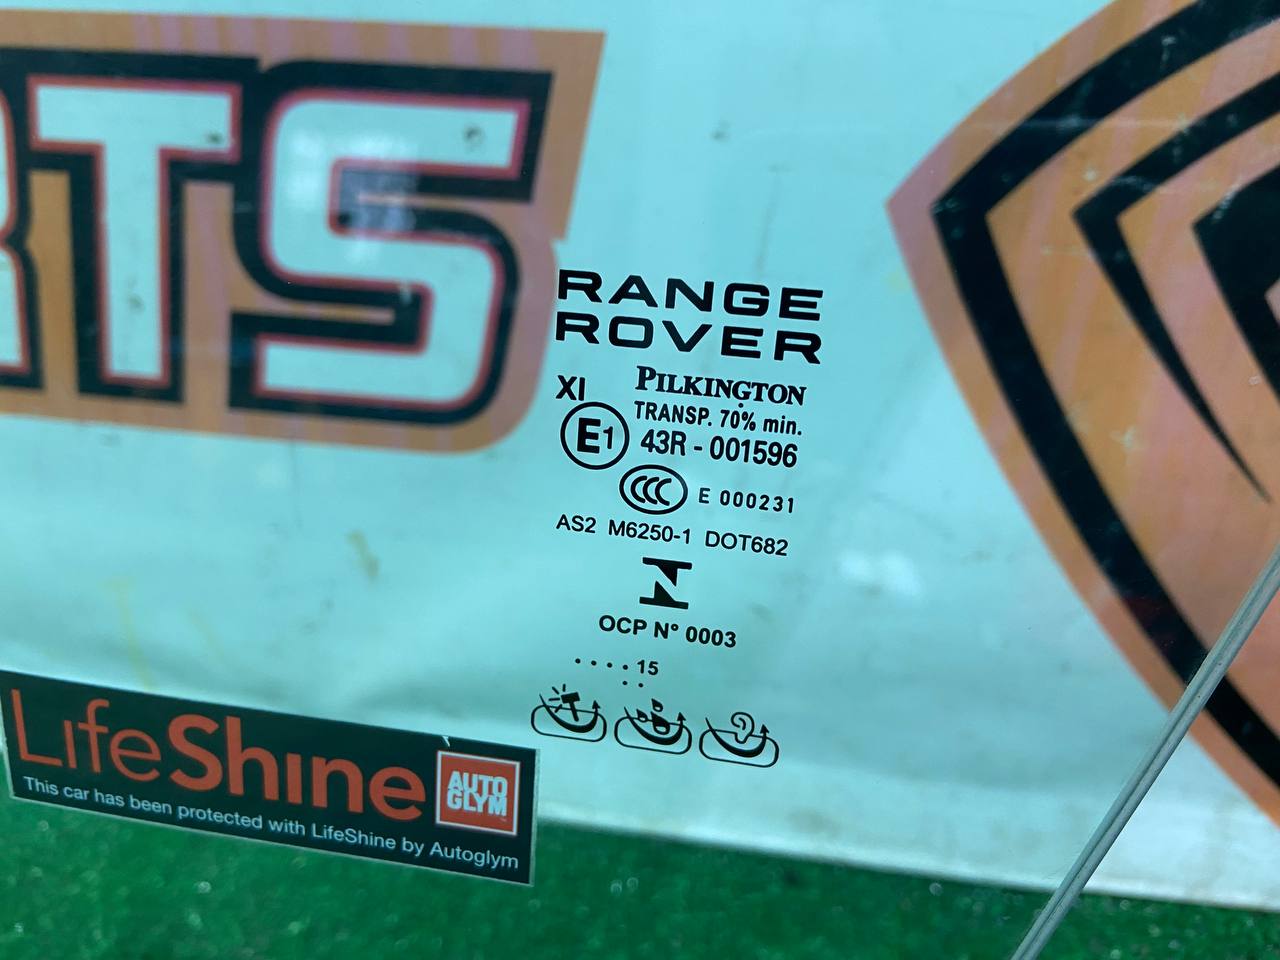 RTS
RANGE
ROVER
PILKINGTON
XI
TRANSP. 70% min.
E1 43R - 001596
CCC E 000231
AS2 M6250-1 DOT682
OCP N° 0003
. . . . 15
. .
LifeShine
AUTO
GLYM
This car has been protected with LifeShine by Autoglym